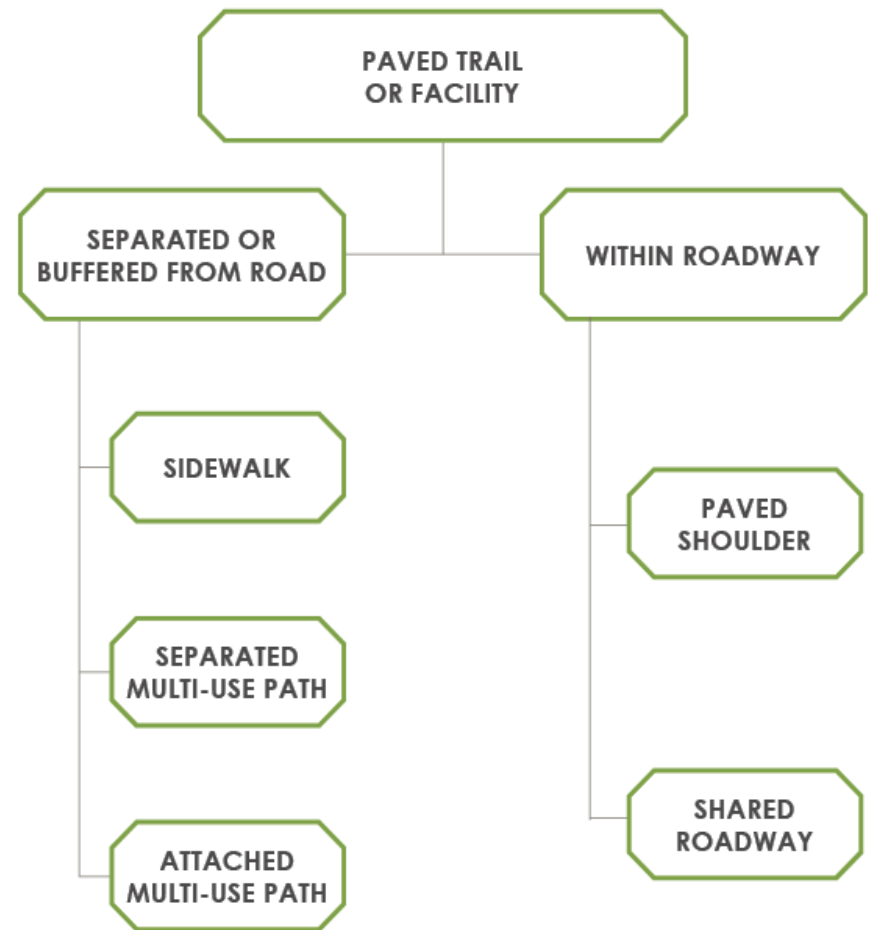 PAVED TRAIL
OR FACILITY
SEPARATED OR
BUFFERED FROM ROAD
WITHIN ROADWAY
SIDEWALK
SEPARATED
MULTI-USE PATH
ATTACHED
MULTI-USE PATH
PAVED
SHOULDER
SHARED
ROADWAY